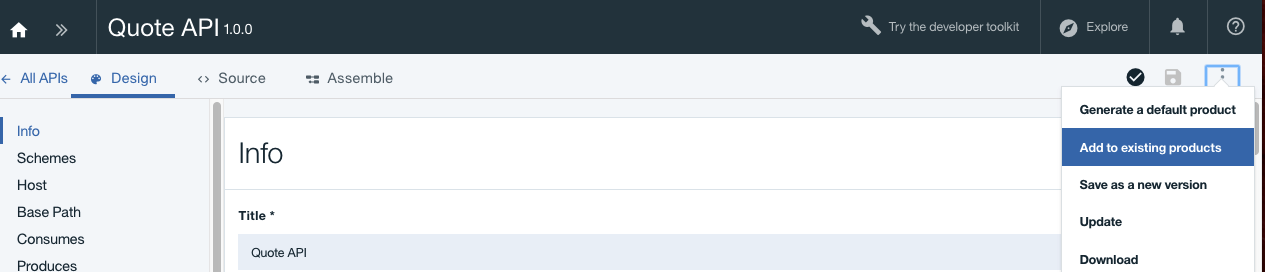 Quote API 1.0.0
Try the developer toolkit
Explore
All APIs
Design
Source
Assemble
Generate a default product
Add to existing products
Save as a new version
Update
Download
Info
Schemes
Host
Base Path
Consumes
Produces
Info
Title *
Quote API